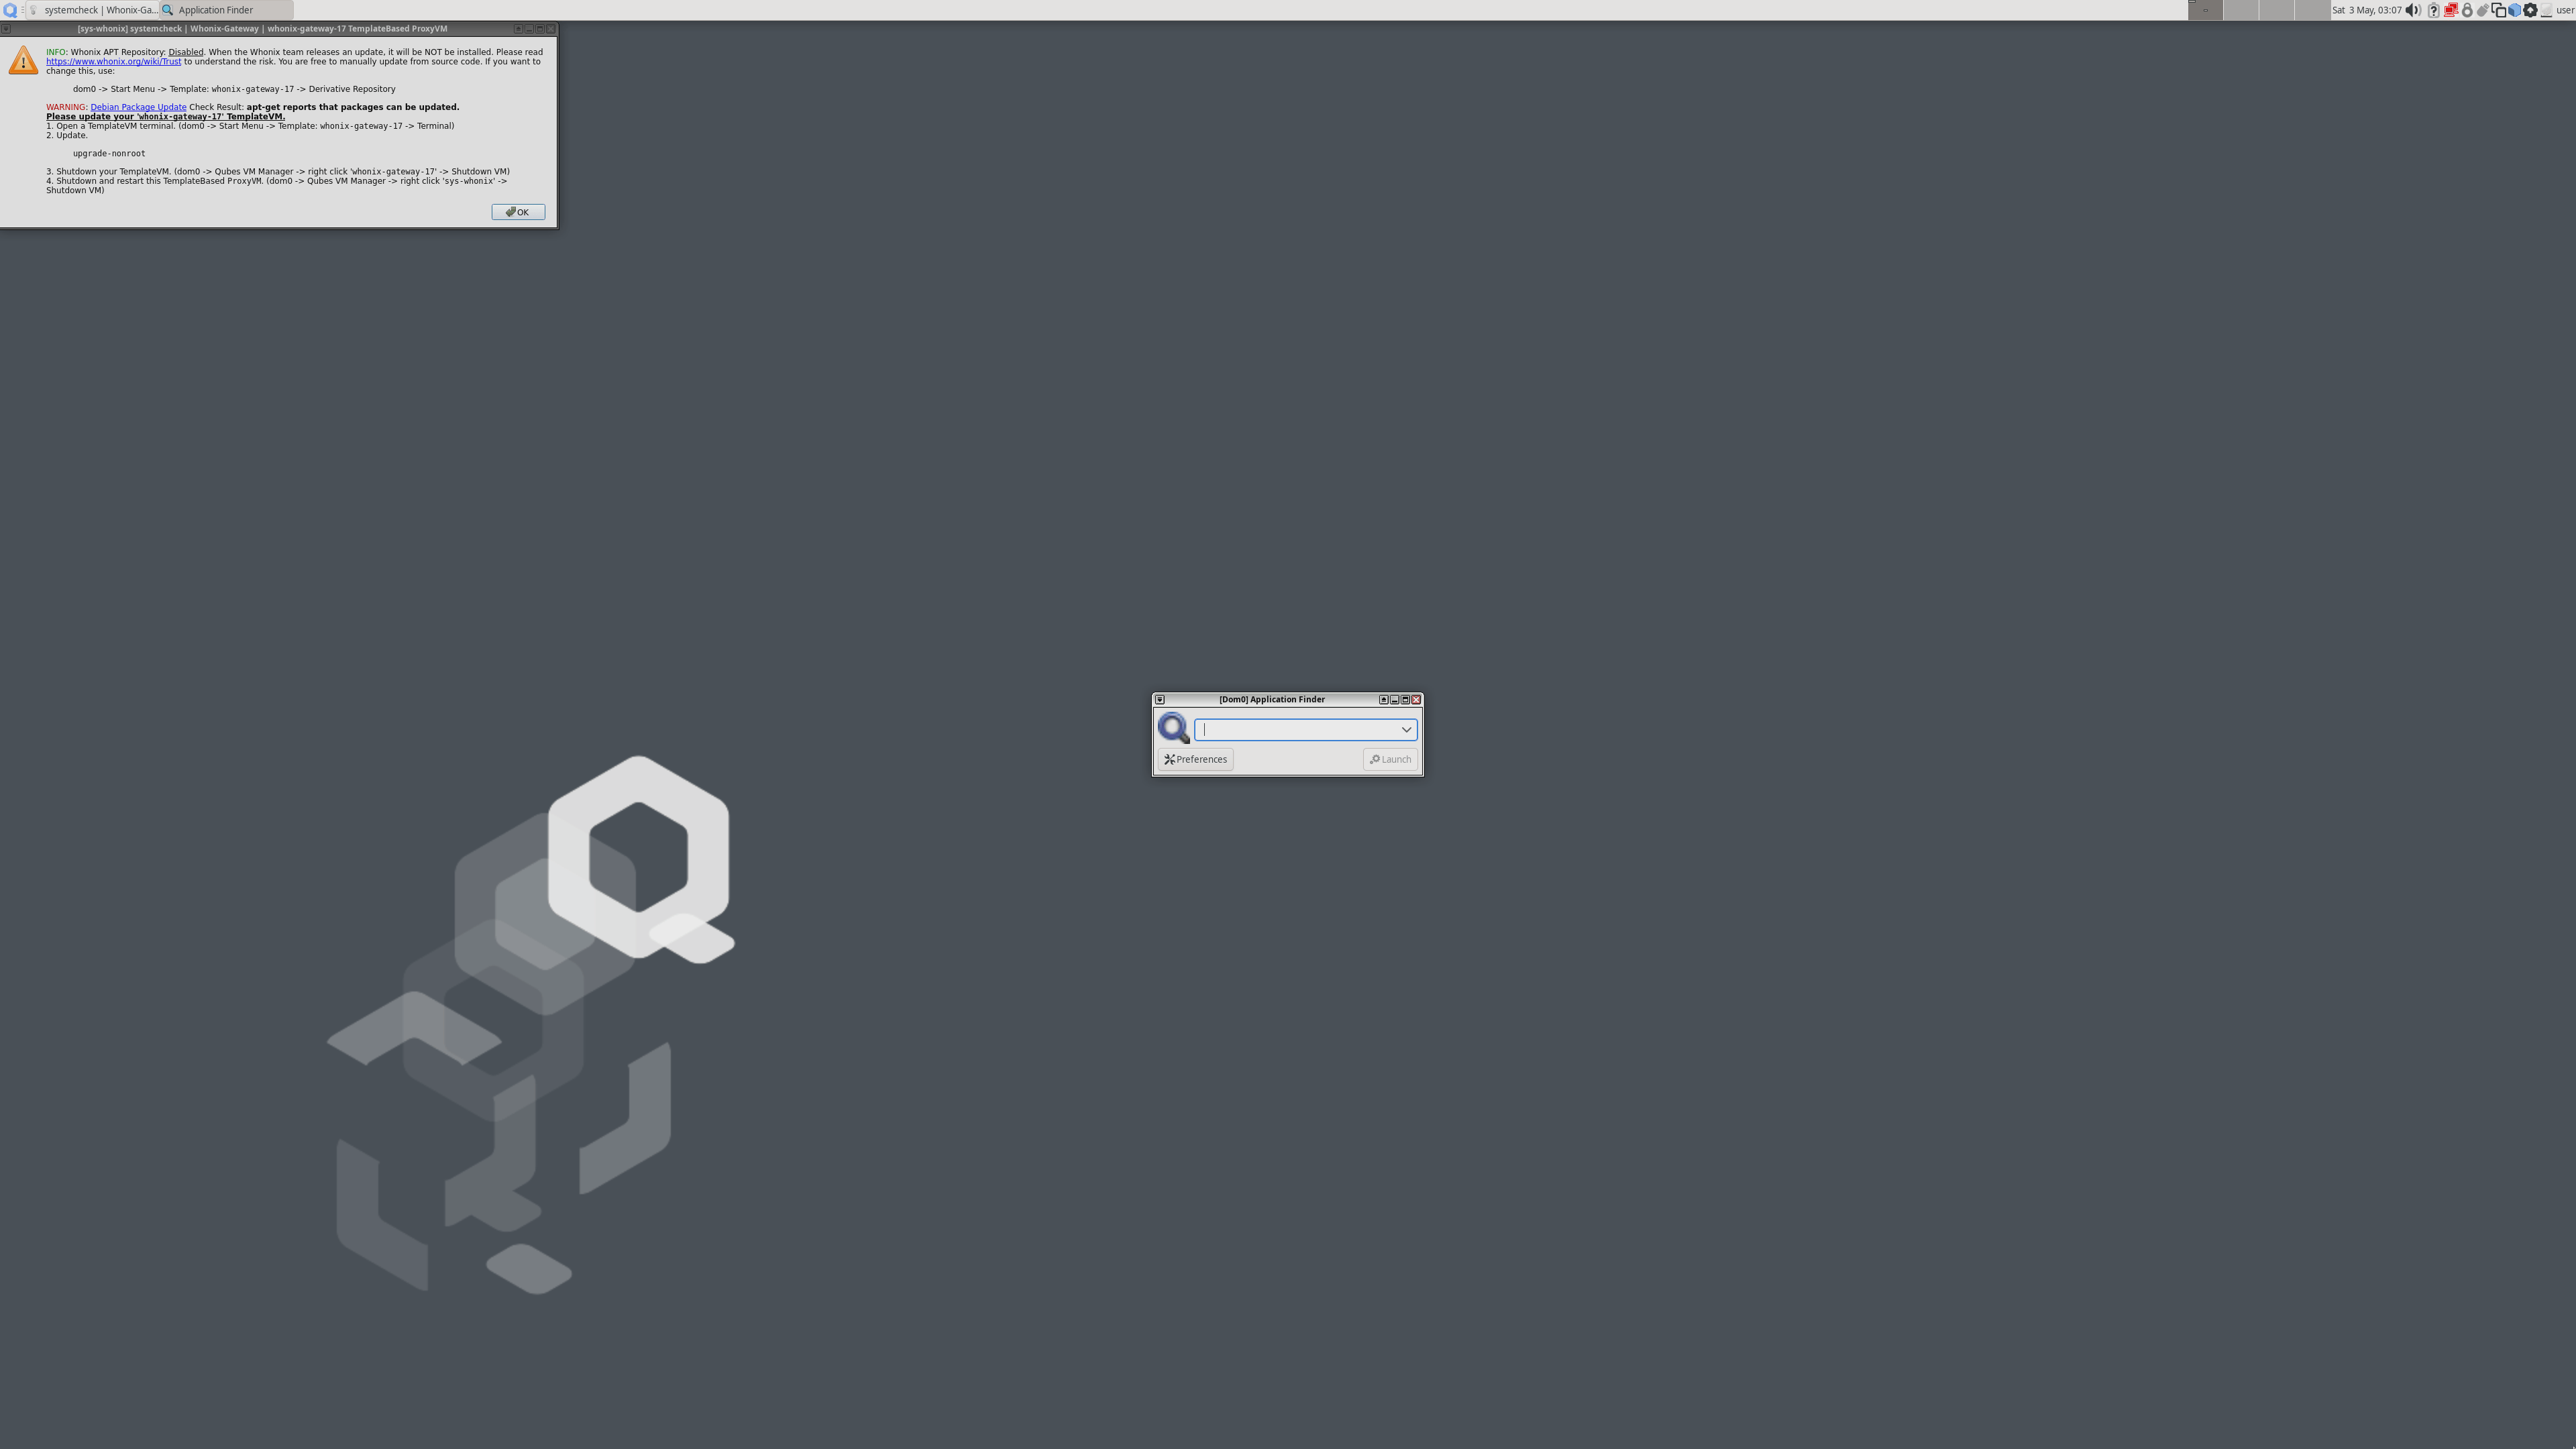 systemcheck | Whonix-Ga...
Application Finder
Sat 3 May, 03:07
user
[sys-whonix] systemcheck | Whonix-Gateway | whonix-gateway-17 TemplateBased ProxyVM
INFO: Whonix APT Repository: Disabled. When the Whonix team releases an update, it will be NOT be installed. Please read
https://www.whonix.org/wiki/Trust to understand the risk. You are free to manually update from source code. If you want to
change this, use:
dom0 -> Start Menu -> Template: whonix-gateway-17 -> Derivative Repository
WARNING: Debian Package Update Check Result: apt-get reports that packages can be updated.
Please update your 'whonix-gateway-17' TemplateVM.
1. Open a TemplateVM terminal. (dom0 -> Start Menu -> Template: whonix-gateway-17 -> Terminal)
2. Update.
upgrade-nonroot
3. Shutdown your TemplateVM. (dom0 -> Qubes VM Manager -> right click 'whonix-gateway-17' -> Shutdown VM)
4. Shutdown and restart this TemplateBased ProxyVM. (dom0 -> Qubes VM Manager -> right click 'sys-whonix' ->
Shutdown VM)
OK
[Dom0] Application Finder
Preferences
Launch